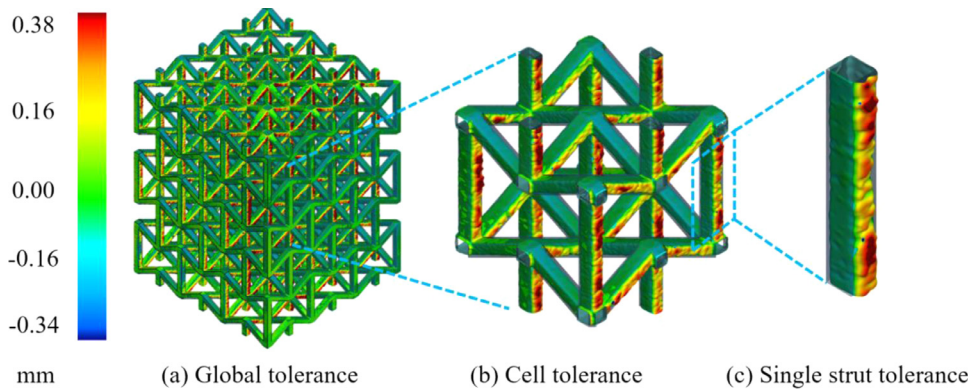 0.38
0.16
0.00
-0.16
-0.34
mm
(a) Global tolerance
(b) Cell tolerance
(c) Single strut tolerance